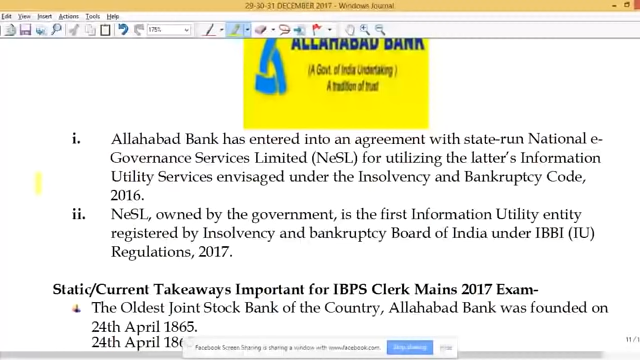 29-30-31 DECEMBER 2017 - Windows Journal
File Edit View Insert Actions Tools Help
175%
ALLAHABAD BANK
(A Govt. of India Undertaking)
A tradition of trust
i. Allahabad Bank has entered into an agreement with state-run National e-
Governance Services Limited (NeSL) for utilizing the latter's Information
Utility Services envisaged under the Insolvency and Bankruptcy Code,
2016.
ii. NeSL, owned by the government, is the first Information Utility entity
registered by Insolvency and bankruptcy Board of India under IBBI (IU)
Regulations, 2017.
Static/Current Takeaways Important for IBPS Clerk Mains 2017 Exam-
The Oldest Joint Stock Bank of the Country, Allahabad Bank was founded on
24th April 1865.
24th April 186
Facebook Screen Sharing is sharing a window with www.facebook.com.
Stop sharing
Hide
11 /